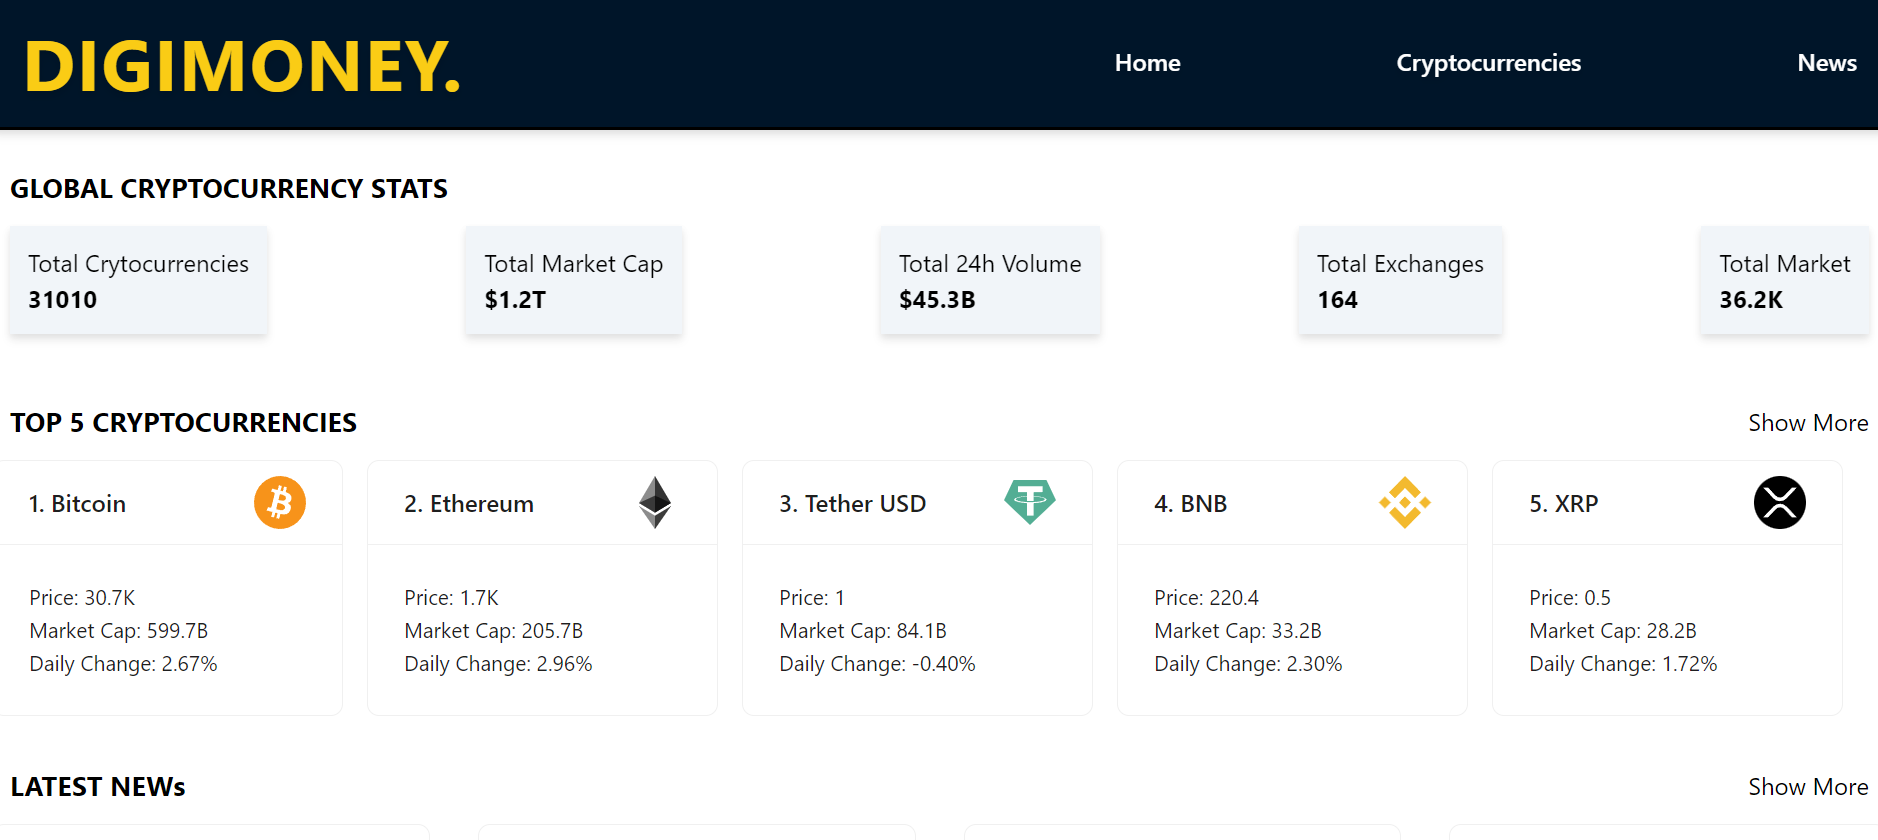 DIGIMONEY.
Home Cryptocurrencies News
GLOBAL CRYPTOCURRENCY STATS
Total Crytocurrencies
31010
Total Market Cap
$1.2T
Total 24h Volume
$45.3B
Total Exchanges
164
Total Market
36.2K
TOP 5 CRYPTOCURRENCIES
Show More
1. Bitcoin
Price: 30.7K
Market Cap: 599.7B
Daily Change: 2.67%
2. Ethereum
Price: 1.7K
Market Cap: 205.7B
Daily Change: 2.96%
3. Tether USD
Price: 1
Market Cap: 84.1B
Daily Change: -0.40%
4. BNB
Price: 220.4
Market Cap: 33.2B
Daily Change: 2.30%
5. XRP
Price: 0.5
Market Cap: 28.2B
Daily Change: 1.72%
LATEST NEWs
Show More